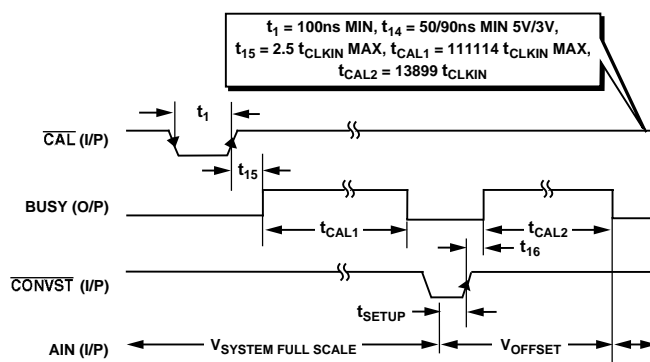 t1 = 100ns MIN, t14 = 50/90ns MIN 5V/3V,
t15 = 2.5 tCLKIN MAX, tCAL1 = 111114 tCLKIN MAX,
tCAL2 = 13899 tCLKIN
t1
CAL (I/P)
t15
BUSY (O/P)
tCAL1
tCAL2
t16
CONVST (I/P)
tSETUP
AIN (I/P)
VSYSTEM FULL SCALE
VOFFSET